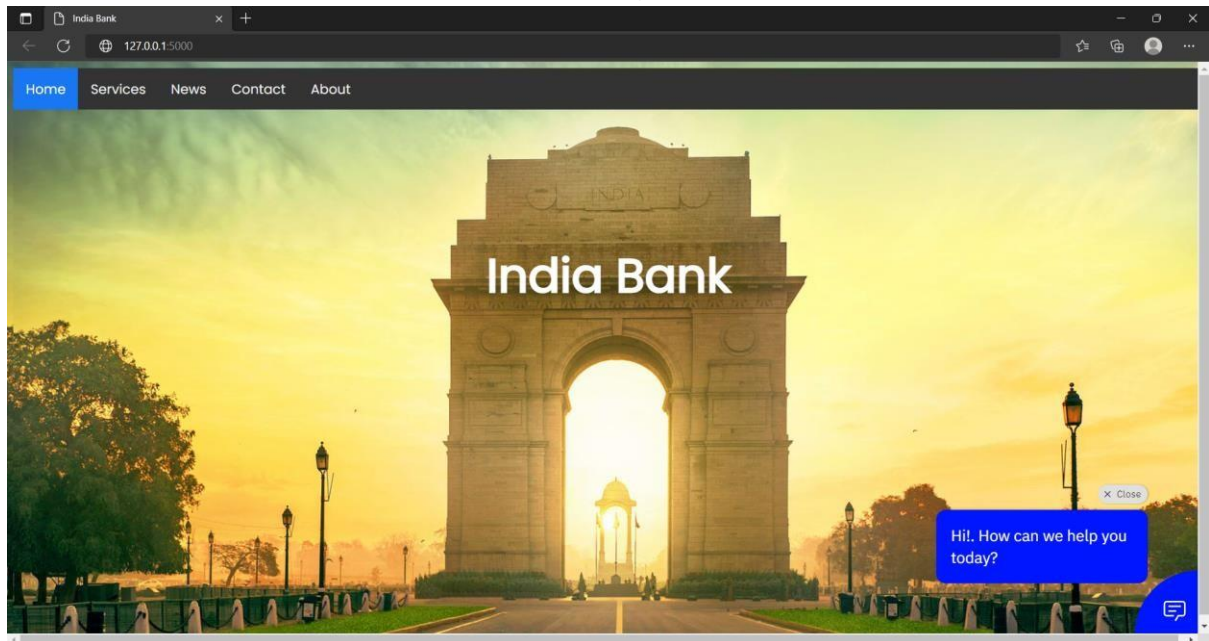 India Bank
127.0.0.1:5000
Home Services News Contact About
INDIA
India Bank
Close
Hi!. How can we help you
today?